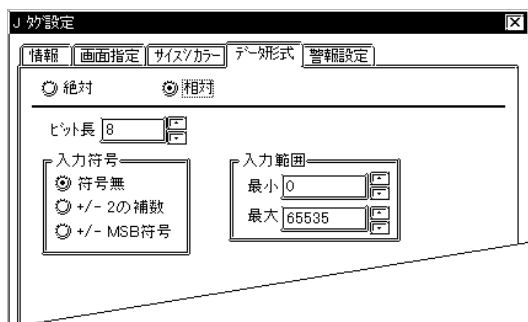 J ﾀｸﾞ設定
情報 画面指定 ｻｲｽﾞ/ｶﾗｰ ﾃﾞｰﾀ形式 警報設定
絶対 相対
ﾋﾞｯﾄ長 8
入力符号 入力範囲
符号無 最小 0
+/- 2の補数 最大 65535
+/- MSB符号